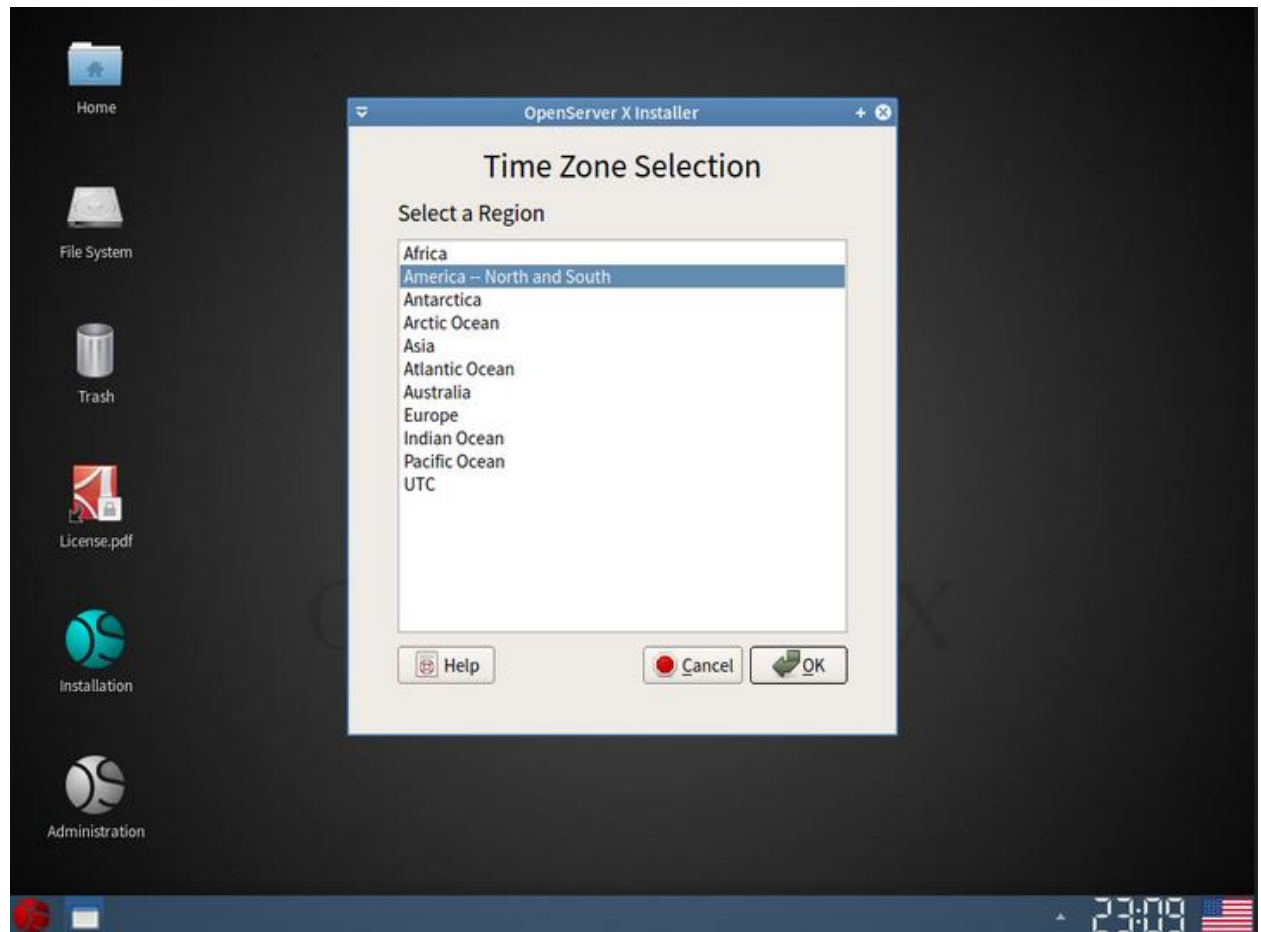 Home
File System
Trash
License.pdf
Installation
Administration
OpenServer X Installer
Time Zone Selection
Select a Region
Africa
America -- North and South
Antarctica
Arctic Ocean
Asia
Atlantic Ocean
Australia
Europe
Indian Ocean
Pacific Ocean
UTC
Help
Cancel
OK
X
23:09